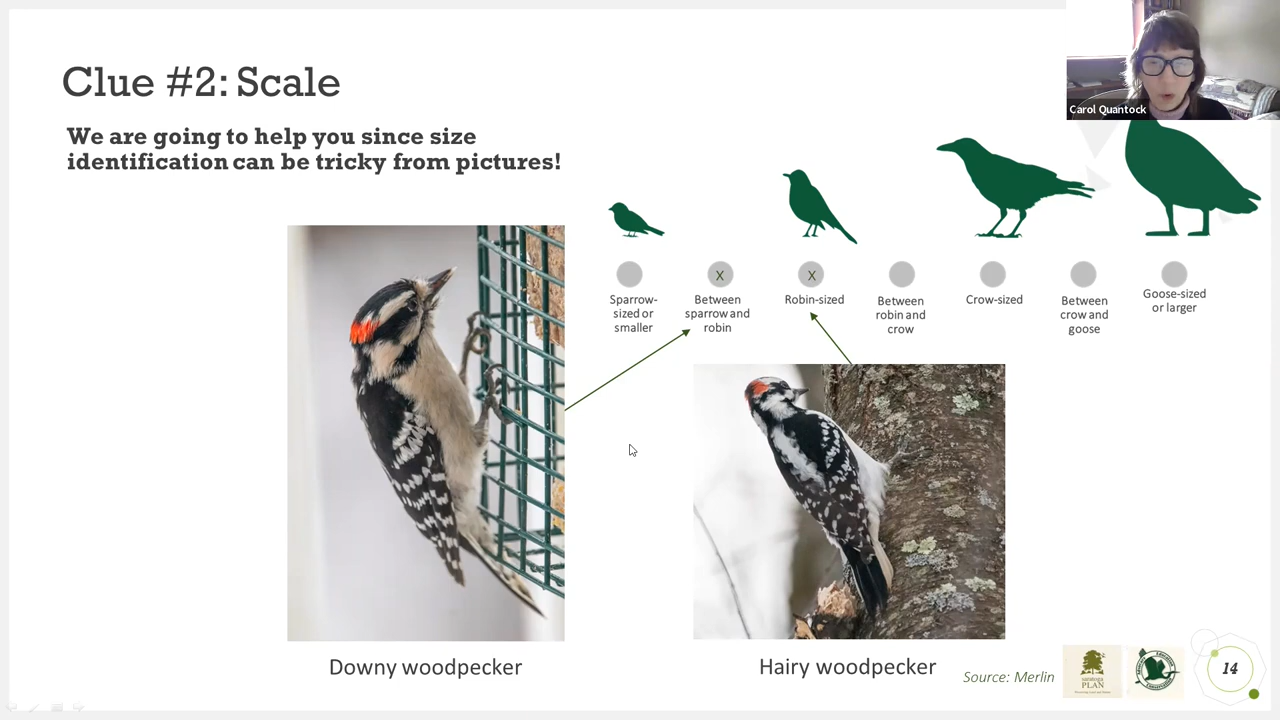 Clue #2: Scale
We are going to help you since size
identification can be tricky from pictures!
Carol Quantock
X
X
Sparrow-
sized or
smaller
Between
sparrow and
robin
Robin-sized
Between
robin and
crow
Crow-sized
Between
crow and
goose
Goose-sized
or larger
Downy woodpecker
Hairy woodpecker
Source: Merlin
saratoga
PLAN
14